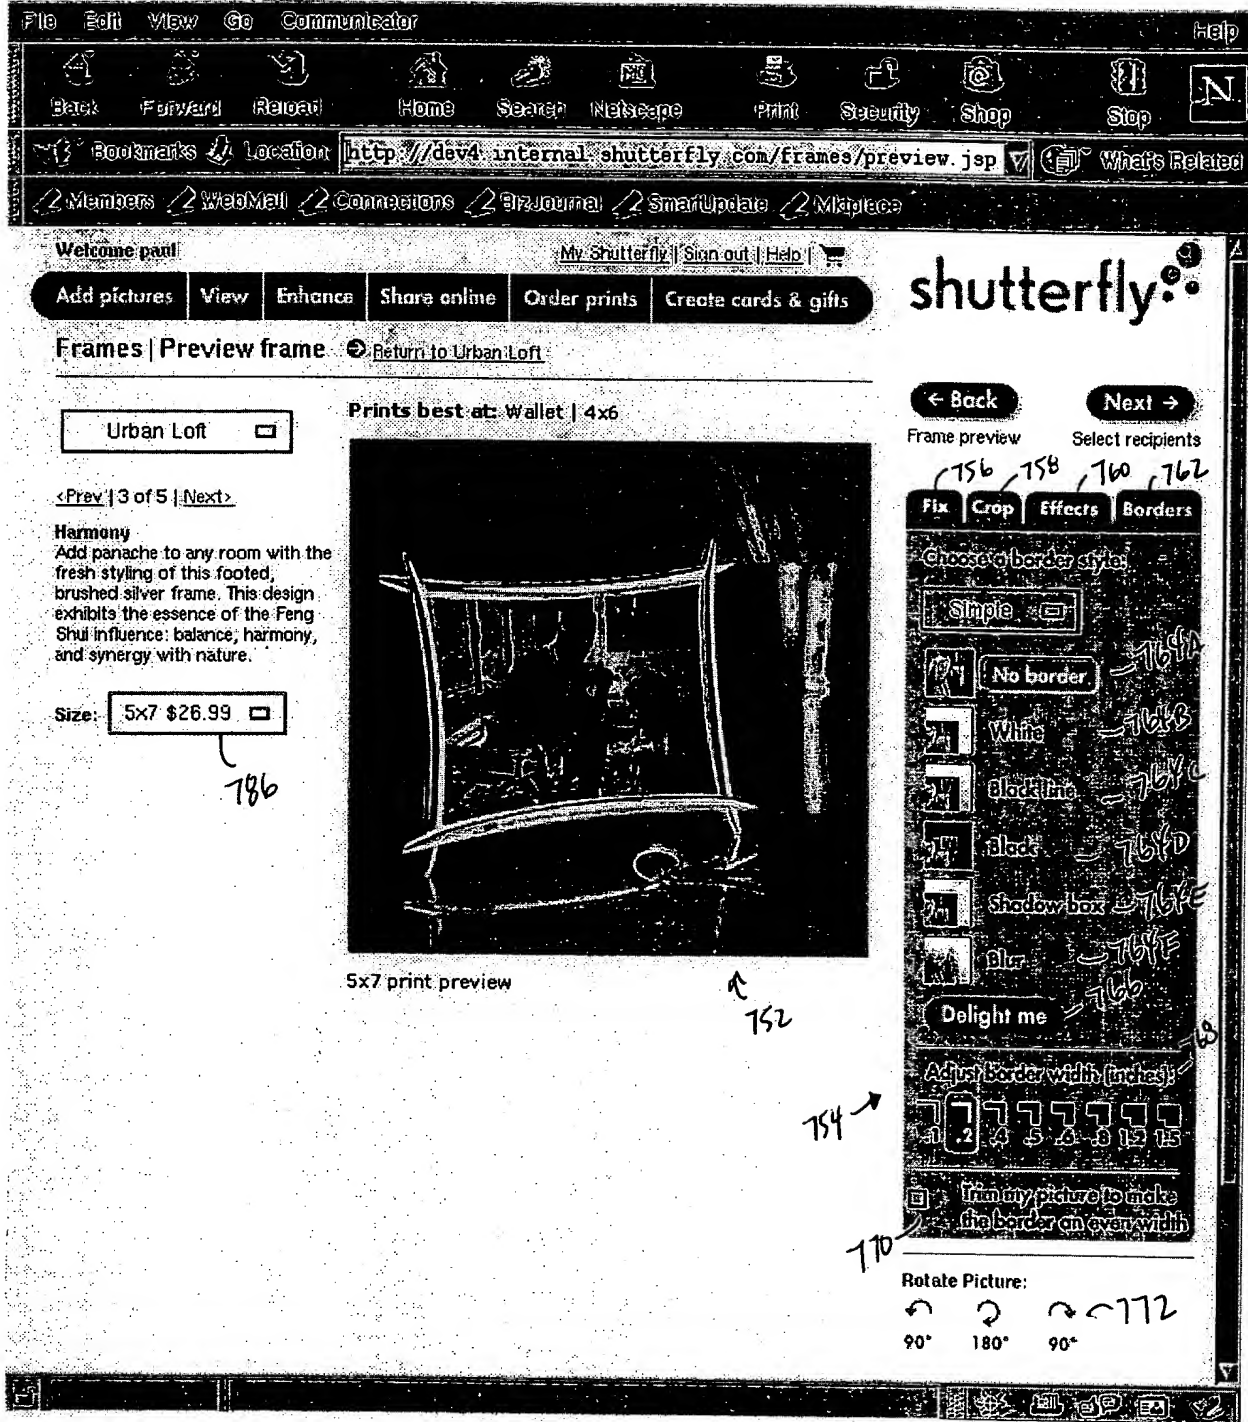 File Edit View Go Communicator Help
Back Forward Reload Home Search Netscape Print Security Shop Stop N
Bookmarks Location http://dev4.internal.shutterfly.com/frames/preview.jsp What's Related
Members WebMail Connections BizJournal SmartUpdate Mktplace
Welcome paul My Shutterfly | Sign out | Help |
shutterfly
Add pictures View Enhance Share online Order prints Create cards & gifts
Frames | Preview frame Return to Urban Loft
Urban Loft
<Prev | 3 of 5 | Next>
Harmony
Add panache to any room with the
fresh styling of this footed,
brushed silver frame. This design
exhibits the essence of the Feng
Shui influence: balance, harmony,
and synergy with nature.
Size: 5x7 $26.99
786
Prints best at: Wallet | 4x6
5x7 print preview
752
← Back Next →
Frame preview Select recipients
756 758 760 762
Fix Crop Effects Borders
Choose a border style:
Simple
No border 764A
White 764B
Black line 764C
Black 764D
Shadow box 764E
Blur 764F
Delight me 766
Adjust border width (inches): 768
754
.1 .2 .4 .5 .6 .8 1.2 1.5
Trim my picture to make
the border an even width
770
Rotate Picture:
772
90° 180° 90°